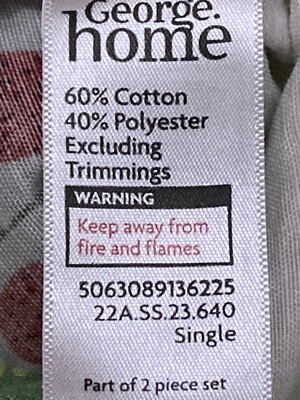 George.
home
60% Cotton
40% Polyester
Excluding
Trimmings
WARNING
Keep away from
fire and flames
5063089136225
22A.SS.23.640
Single
Part of 2 piece set